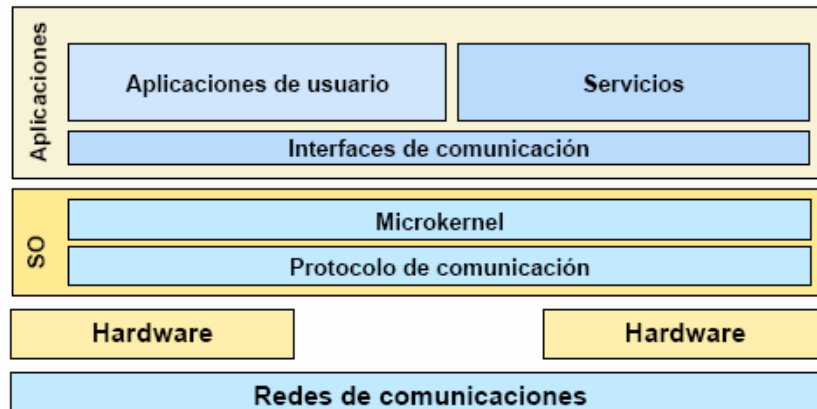 Aplicaciones
Aplicaciones de usuario
Servicios
Interfaces de comunicación
SO
Microkernel
Protocolo de comunicación
Hardware
Hardware
Redes de comunicaciones